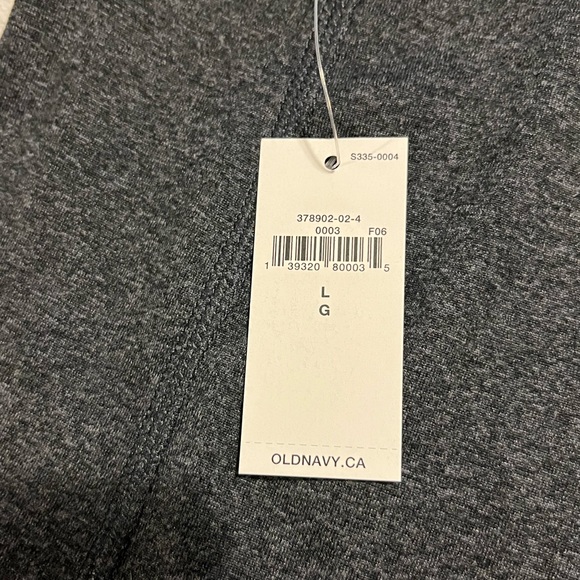 S335-0004
378902-02-4
0003 F06
1 39320 80003 5
L
G
OLDNAVY.CA